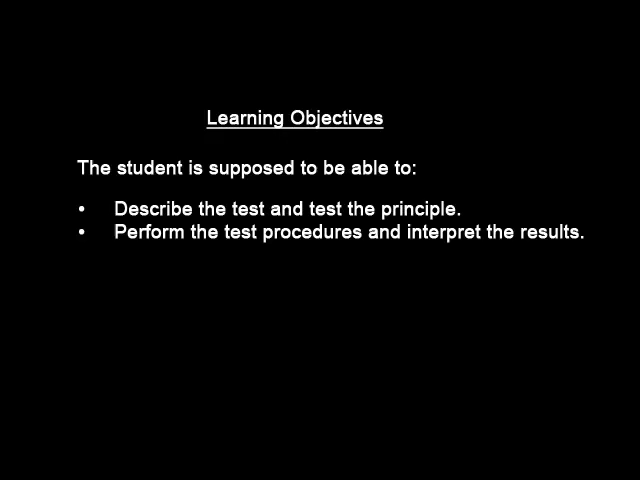 Learning Objectives
The student is supposed to be able to:
• Describe the test and test the principle.
• Perform the test procedures and interpret the results.